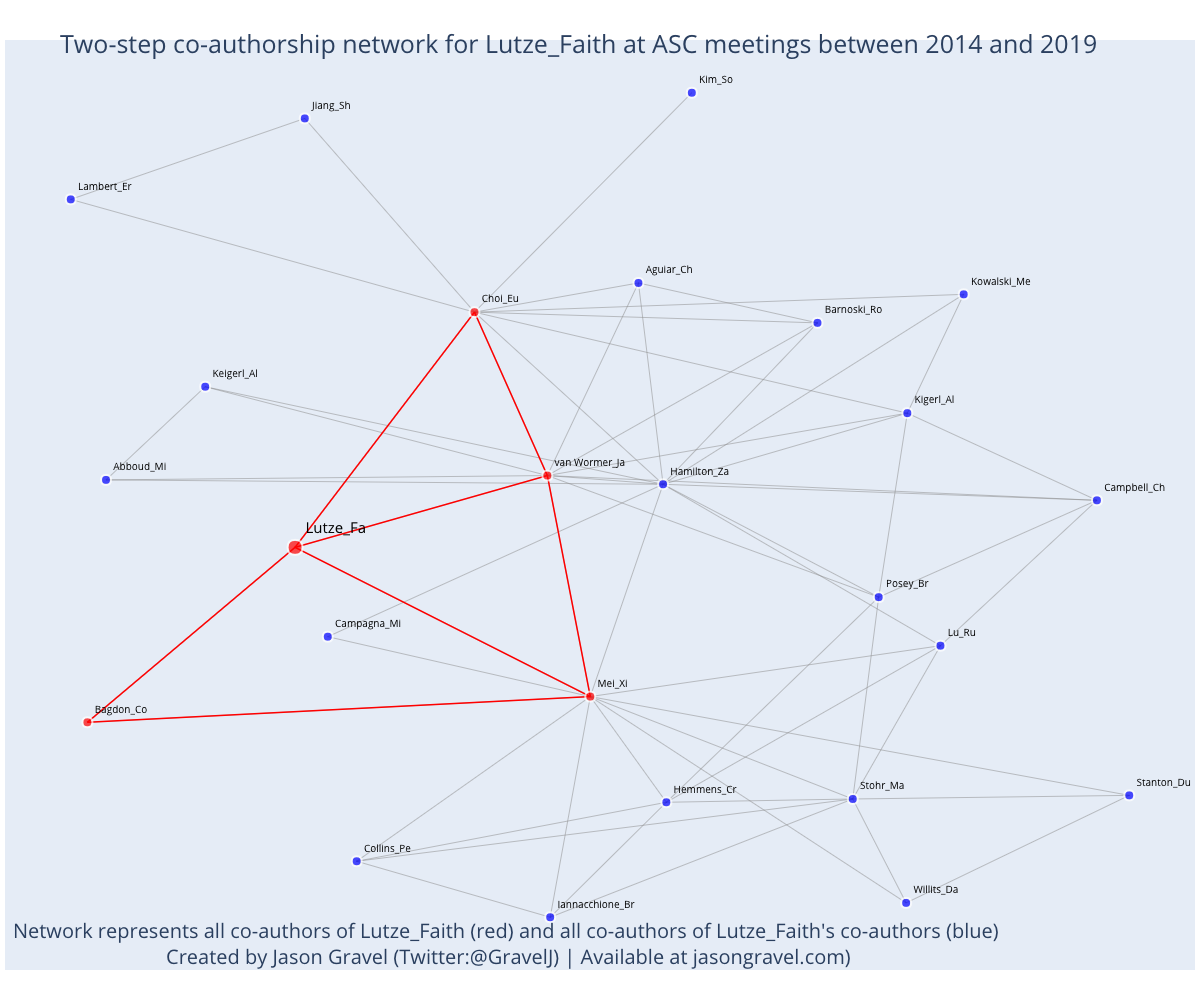 Two-step co-authorship network for Lutze_Faith at ASC meetings between 2014 and 2019
Kim_So
Jiang_Sh
Lambert_Er
Aguiar_Ch
Kowalski_Me
Choi_Eu
Barnoski_Ro
Keigerl_Al
Kigerl_Al
Abboud_Mi
van Wormer_Ja
Hamilton_Za
Campbell_Ch
Lutze_Fa
Posey_Br
Campagna_Mi
Lu_Ru
Mei_Xi
Bagdon_Co
Stanton_Du
Hemmens_Cr
Stohr_Ma
Collins_Pe
Willits_Da
Iannacchione_Br
Network represents all co-authors of Lutze_Faith (red) and all co-authors of Lutze_Faith's co-authors (blue)
Created by Jason Gravel (Twitter:@GravelJ) | Available at jasongravel.com)